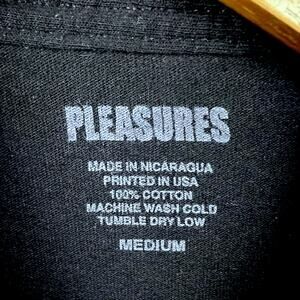 PLEASURES
MADE IN NICARAGUA
PRINTED IN USA
100% COTTON
MACHINE WASH COLD
TUMBLE DRY LOW
MEDIUM